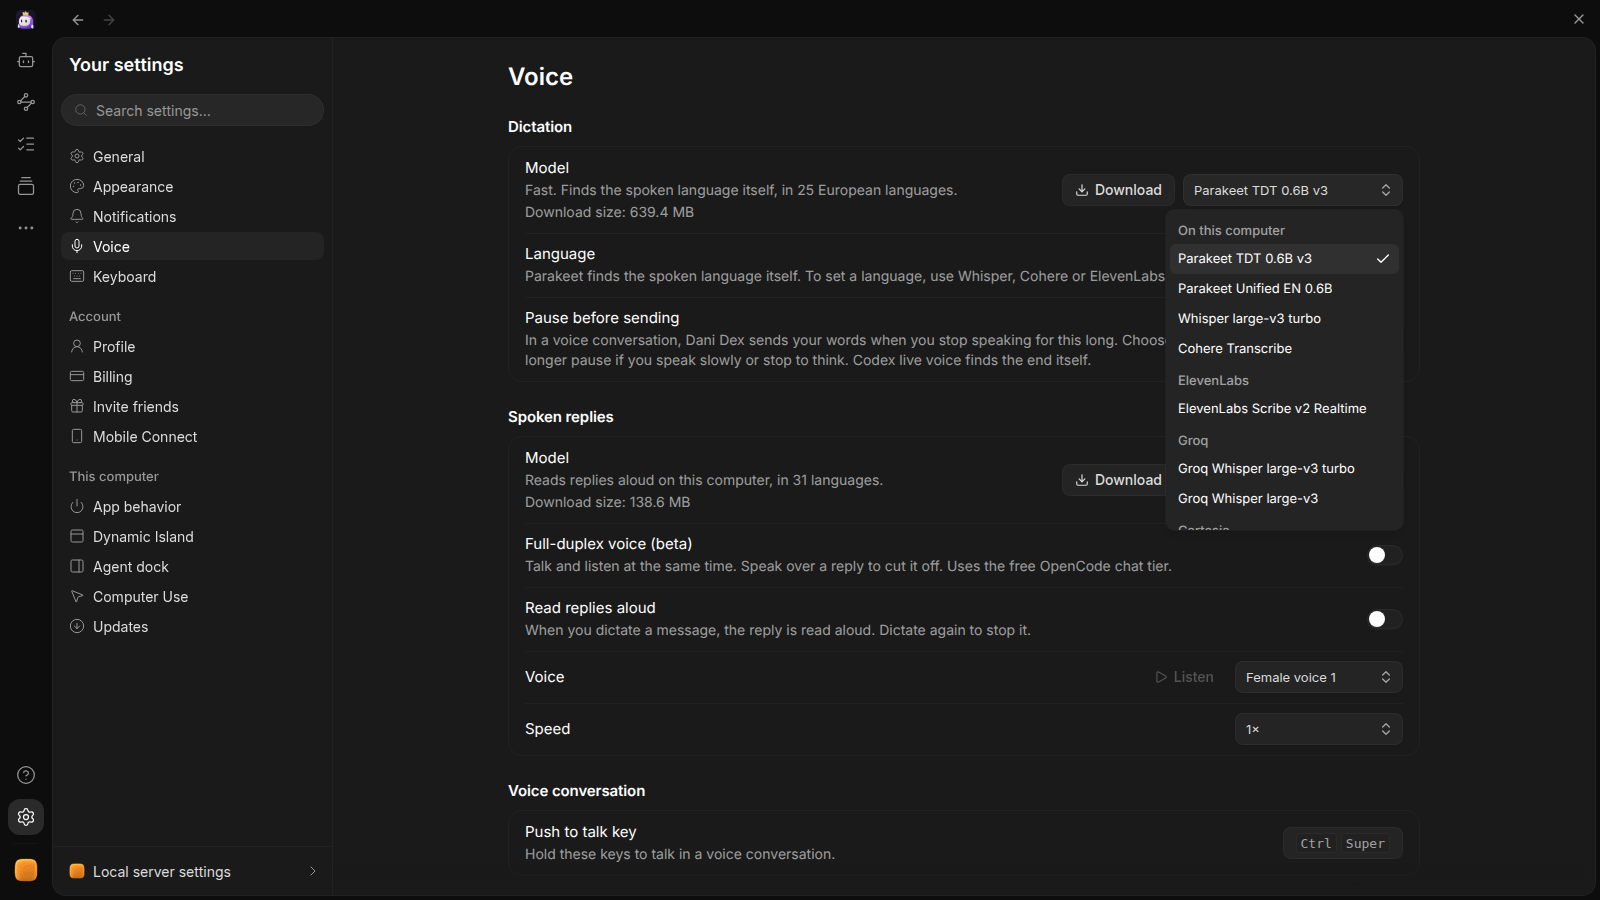 Your settings
Search settings...
General
Appearance
Notifications
Voice
Keyboard
Account
Profile
Billing
Invite friends
Mobile Connect
This computer
App behavior
Dynamic Island
Agent dock
Computer Use
Updates
Local server settings
Voice
Dictation
Model
Fast. Finds the spoken language itself, in 25 European languages.
Download size: 639.4 MB
Download
Parakeet TDT 0.6B v3
Language
Parakeet finds the spoken language itself. To set a language, use Whisper, Cohere or ElevenLabs
Pause before sending
In a voice conversation, Dani Dex sends your words when you stop speaking for this long. Choose
longer pause if you speak slowly or stop to think. Codex live voice finds the end itself.
On this computer
Parakeet TDT 0.6B v3
Parakeet Unified EN 0.6B
Whisper large-v3 turbo
Cohere Transcribe
ElevenLabs
ElevenLabs Scribe v2 Realtime
Groq
Groq Whisper large-v3 turbo
Groq Whisper large-v3
Cartesia
Spoken replies
Model
Reads replies aloud on this computer, in 31 languages.
Download size: 138.6 MB
Download
Full-duplex voice (beta)
Talk and listen at the same time. Speak over a reply to cut it off. Uses the free OpenCode chat tier.
Read replies aloud
When you dictate a message, the reply is read aloud. Dictate again to stop it.
Voice
Listen
Female voice 1
Speed
1×
Voice conversation
Push to talk key
Hold these keys to talk in a voice conversation.
Ctrl Super